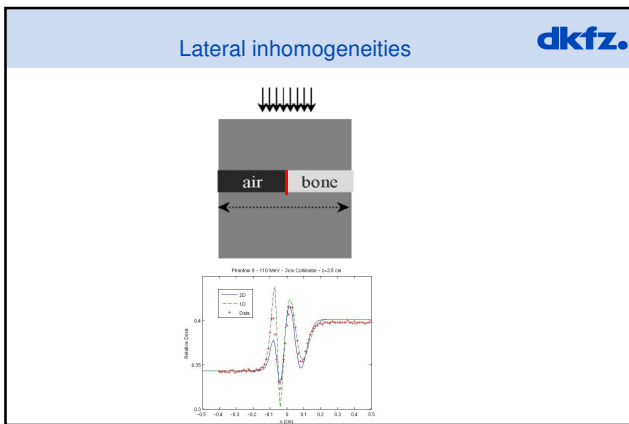 Lateral inhomogeneities
dkfz.
air bone
Phantom 8 - 110 MeV - 2cm Collimator - z=3.5 cm
2D
1D
Data
Relative Dose
0.4
0.35
0.3
-0.5 -0.4 -0.3 -0.2 -0.1 0 0.1 0.2 0.3 0.4 0.5
x [cm]